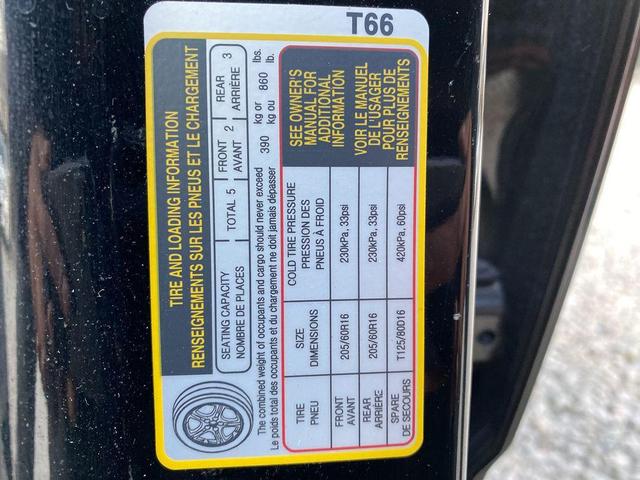 T66
TIRE AND LOADING INFORMATION
RENSEIGNEMENTS SUR LES PNEUS ET LE CHARGEMENT
SEATING CAPACITY
NOMBRE DE PLACES
TOTAL 5
FRONT 2
AVANT
REAR 3
ARRIÈRE
The combined weight of occupants and cargo should never exceed 390 kg or 860 lbs.
Le poids total des occupants et du chargement ne doit jamais dépasser kg ou lb.
TIRE
PNEU
SIZE
DIMENSIONS
COLD TIRE PRESSURE
PRESSION DES
PNEUS À FROID
FRONT
AVANT
205/60R16
230kPa, 33psi
REAR
ARRIÈRE
205/60R16
230kPa, 33psi
SPARE
DE SECOURS
T125/80D16
420kPa, 60psi
SEE OWNER'S
MANUAL FOR
ADDITIONAL
INFORMATION
VOIR LE MANUEL
DE L'USAGER
POUR PLUS DE
RENSEIGNEMENTS